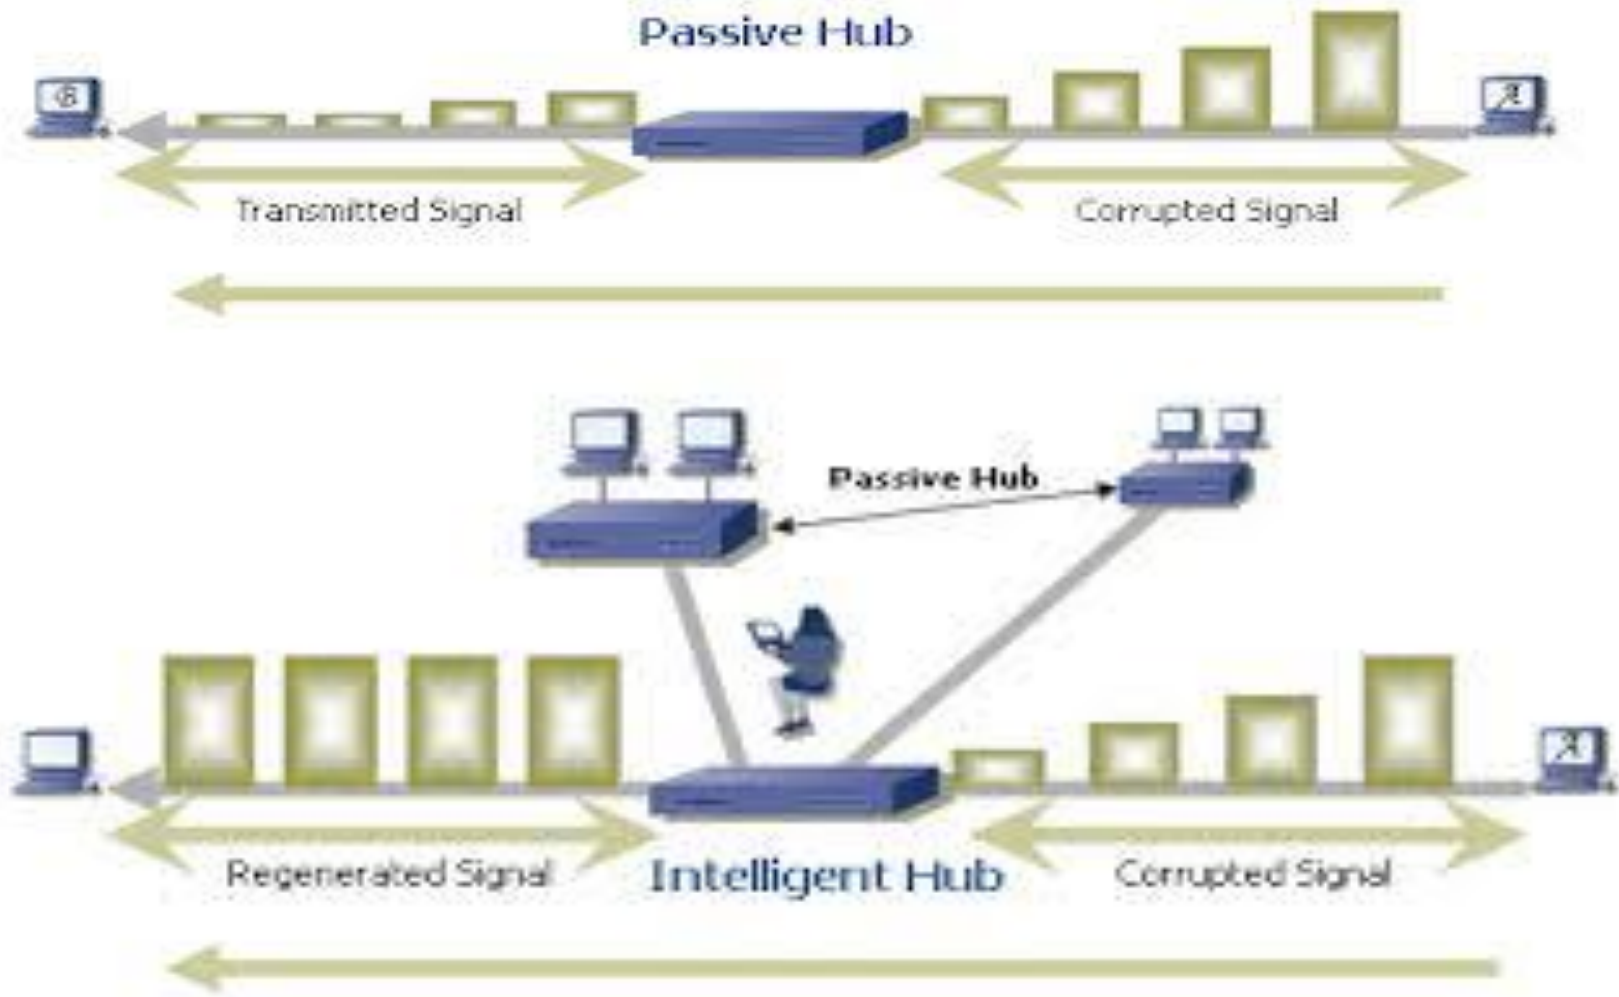 Passive Hub
B
A
Transmitted Signal
Corrupted Signal
Passive Hub
A
Regenerated Signal
Intelligent Hub
Corrupted Signal